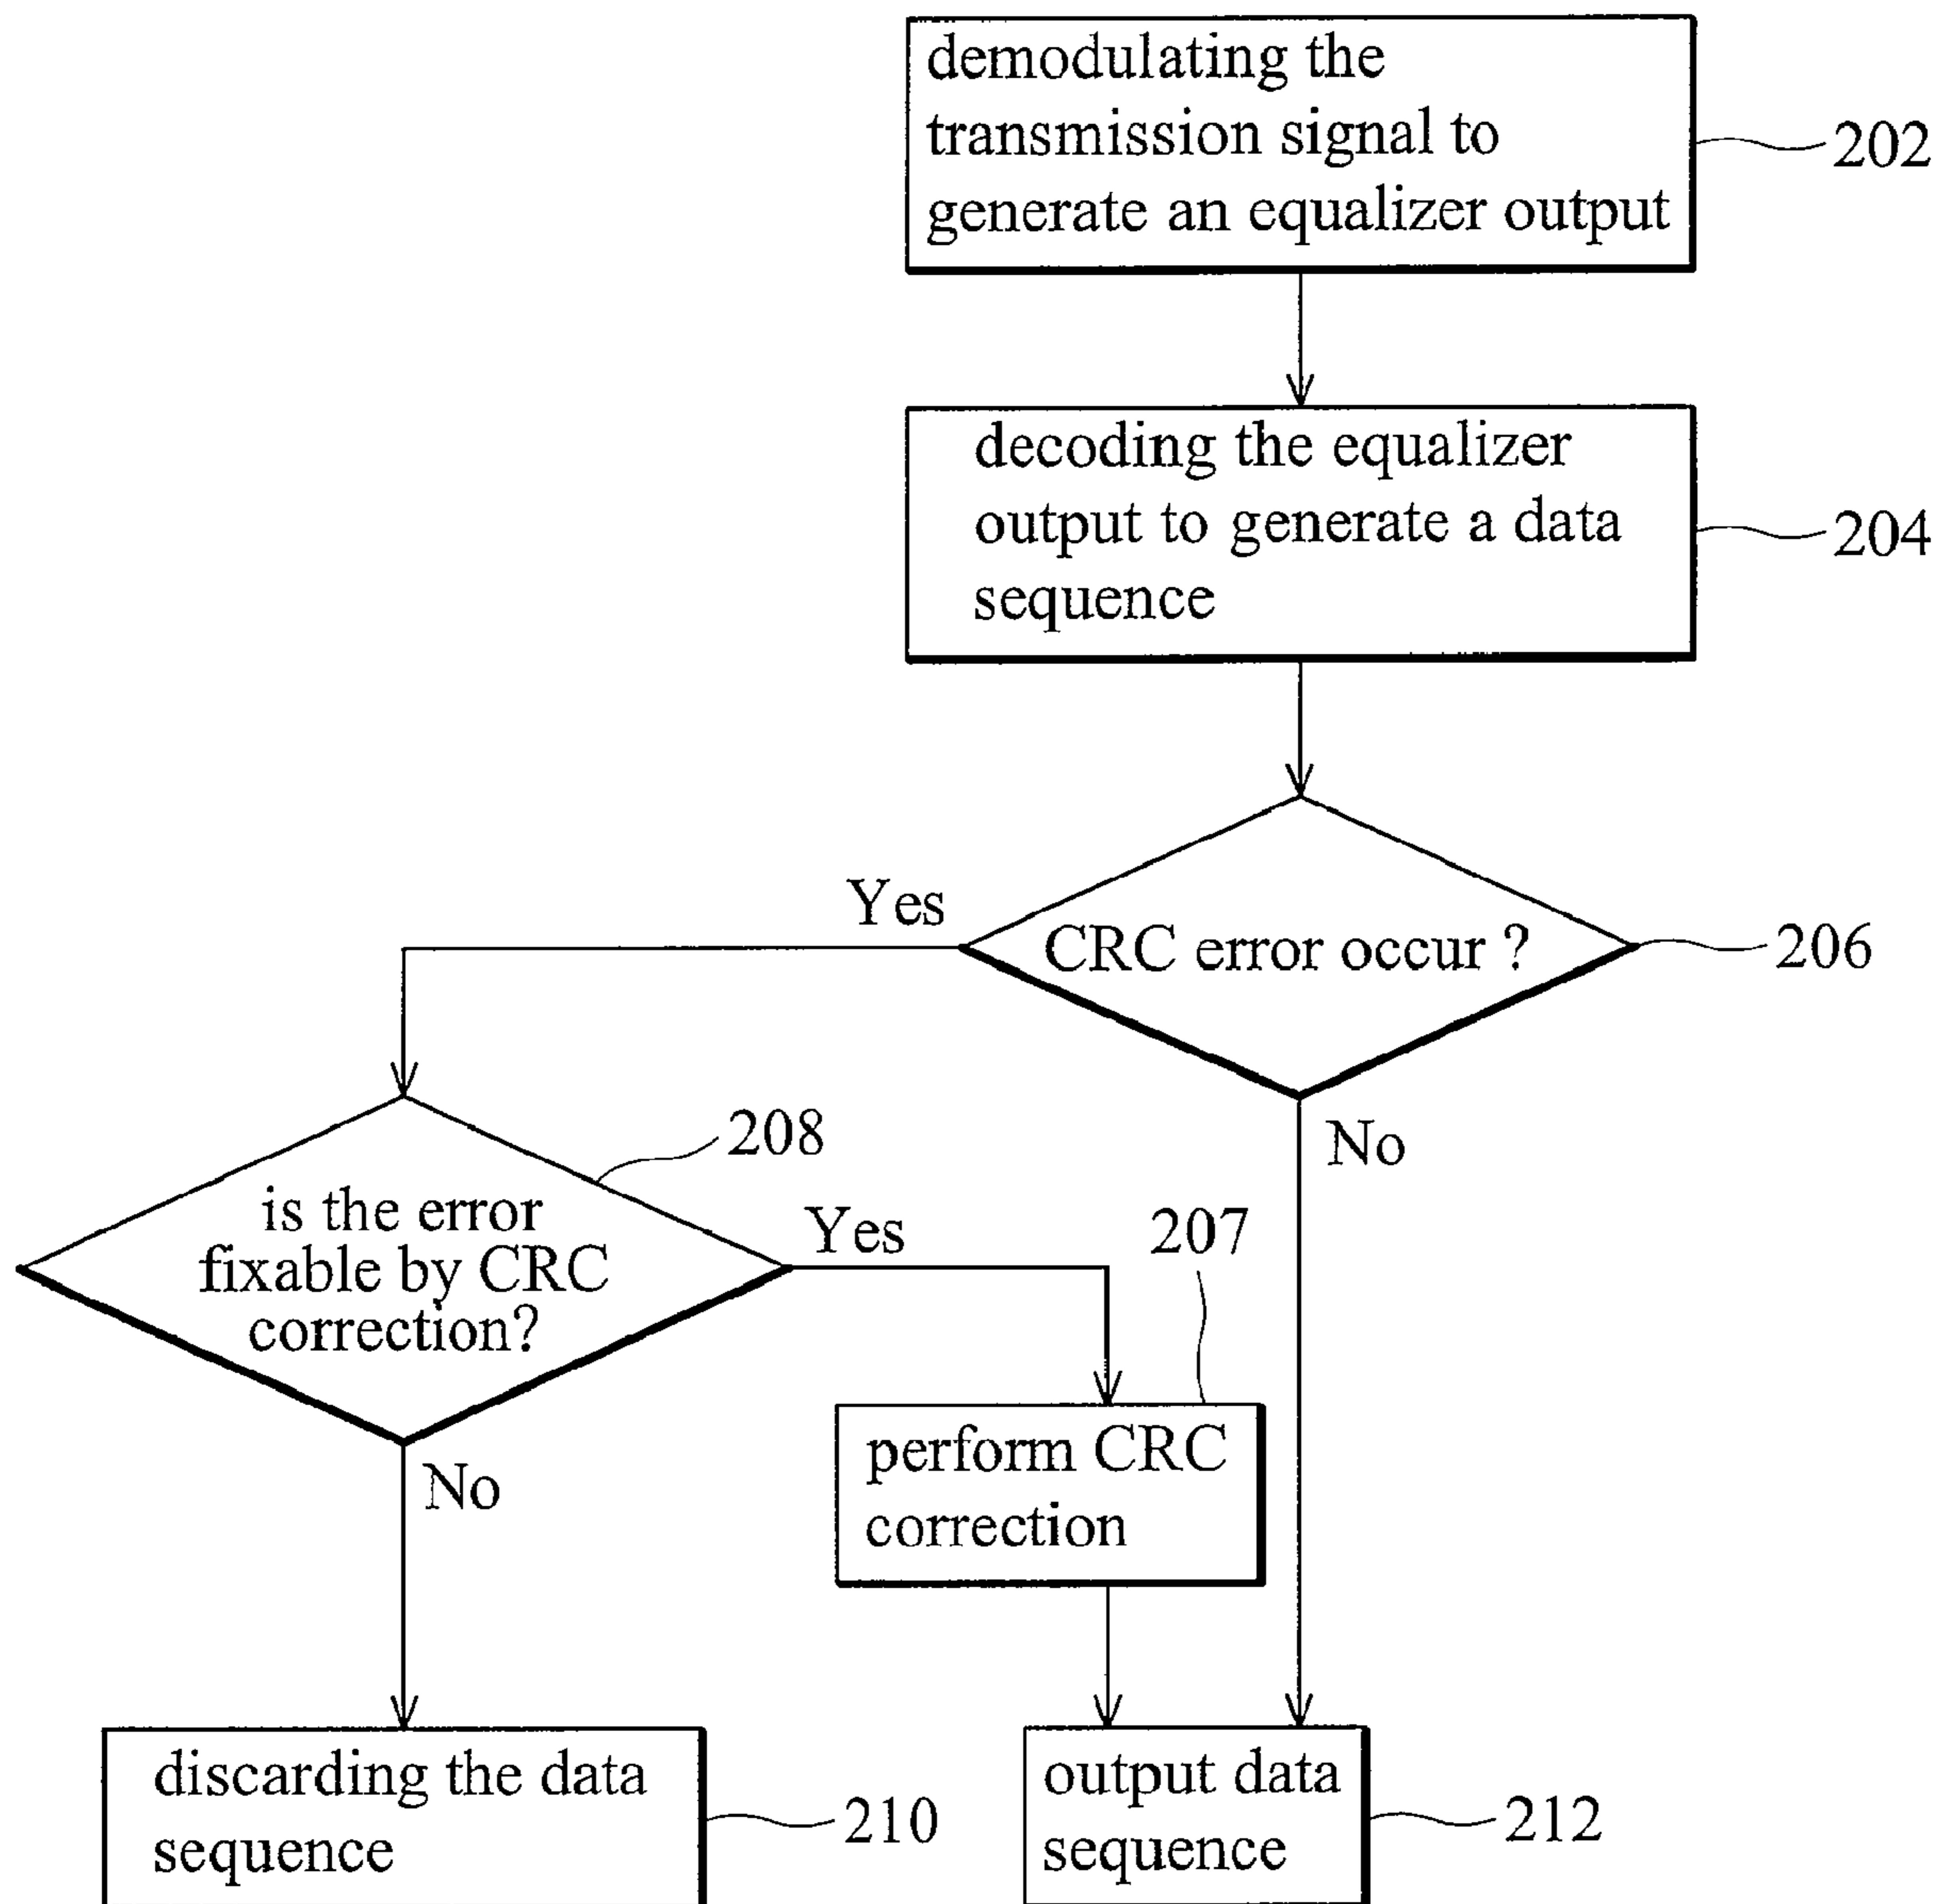 demodulating the
transmission signal to
generate an equalizer output
202
decoding the equalizer
output to generate a data
sequence
204
Yes
CRC error occur ?
206
No
208
is the error
fixable by CRC
correction?
Yes
207
No
perform CRC
correction
discarding the data
sequence
210
output data
sequence
212